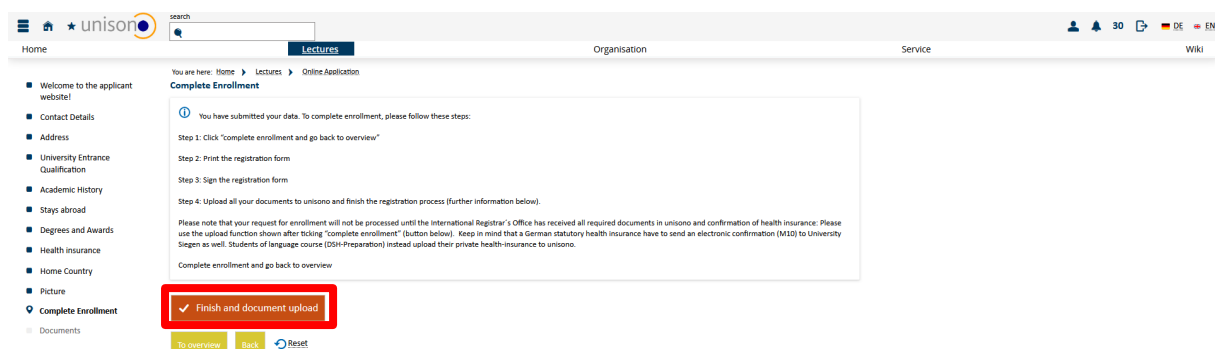 search
unisono
30
DE
EN
Home
Lectures
Organisation
Service
Wiki
You are here: Home Lectures Online Application
Complete Enrollment
Welcome to the applicant
website!
Contact Details
Address
University Entrance
Qualification
Academic History
Stays abroad
Degrees and Awards
Health insurance
Home Country
Picture
Complete Enrollment
Documents
You have submitted your data. To complete enrollment, please follow these steps:
Step 1: Click "complete enrollment and go back to overview"
Step 2: Print the registration form
Step 3: Sign the registration form
Step 4: Upload all your documents to unisono and finish the registration process (further information below).
Please note that your request for enrollment will not be processed until the International Registrar`s Office has received all required documents in unisono and confirmation of health insurance: Please
use the upload function shown after ticking "complete enrollment" (button below). Keep in mind that a German statutory health insurance have to send an electronic confirmation (M10) to University
Siegen as well. Students of language course (DSH-Preparation) instead upload their private health-insurance to unisono.
Complete enrollment and go back to overview
Finish and document upload
To overview
Back
Reset